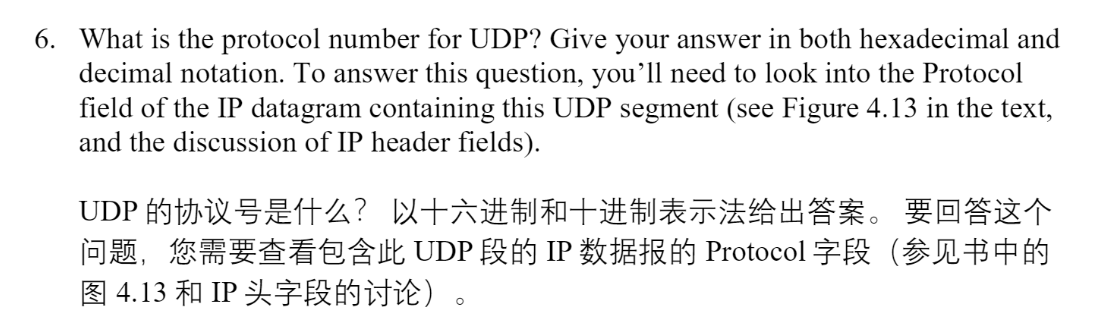 6. What is the protocol number for UDP? Give your answer in both hexadecimal and
decimal notation. To answer this question, you’ll need to look into the Protocol
field of the IP datagram containing this UDP segment (see Figure 4.13 in the text,
and the discussion of IP header fields).
UDP 的协议号是什么? 以十六进制和十进制表示法给出答案。 要回答这个
问题，您需要查看包含此 UDP 段的 IP 数据报的 Protocol 字段（参见书中的
图 4.13 和 IP 头字段的讨论）。